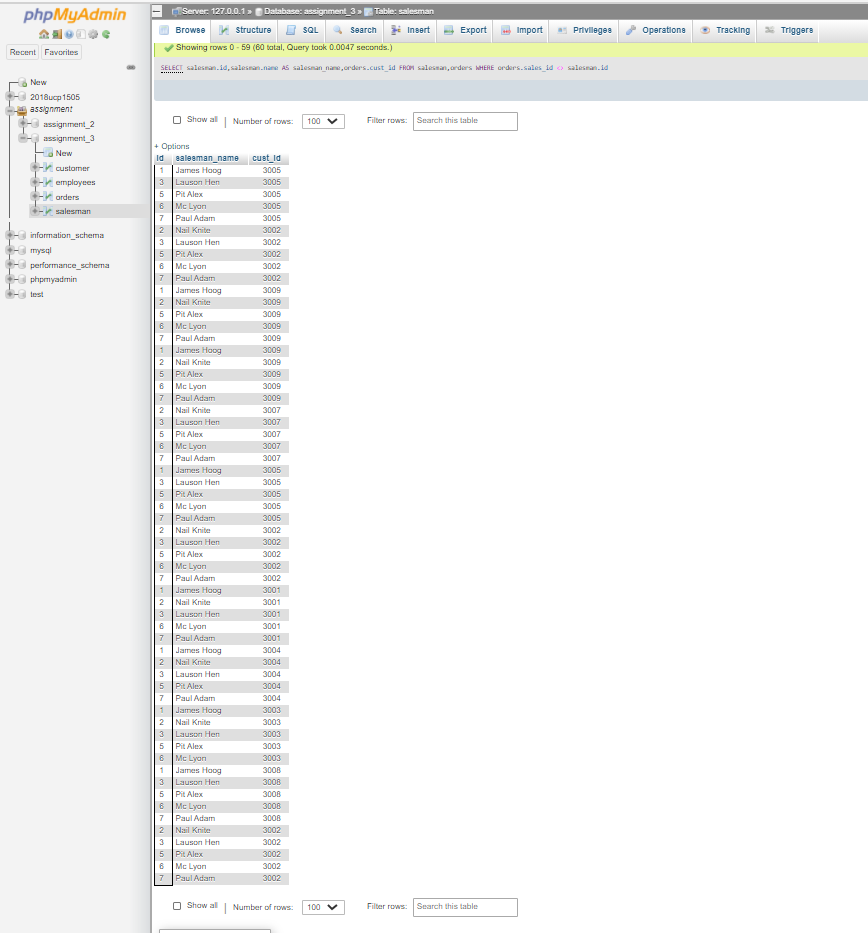 phpMyAdmin
Recent Favorites
New
2018ucp1505
assignment
assignment_2
assignment_3
New
customer
employees
orders
salesman
information_schema
mysql
performance_schema
phpmyadmin
test
Server: 127.0.0.1 » Database: assignment_3 » Table: salesman
Browse Structure SQL Search Insert Export Import Privileges Operations Tracking Triggers
Showing rows 0 - 59 (60 total, Query took 0.0047 seconds.)
SELECT salesman.id,salesman.name AS salesman_name,orders.cust_id FROM salesman,orders WHERE orders.sales_id <> salesman.id
Show all | Number of rows: 100 Filter rows: Search this table
+ Options
id salesman_name cust_id
1 James Hoog 3005
3 Lauson Hen 3005
5 Pit Alex 3005
6 Mc Lyon 3005
7 Paul Adam 3005
2 Nail Knite 3002
3 Lauson Hen 3002
5 Pit Alex 3002
6 Mc Lyon 3002
7 Paul Adam 3002
1 James Hoog 3009
2 Nail Knite 3009
5 Pit Alex 3009
6 Mc Lyon 3009
7 Paul Adam 3009
1 James Hoog 3009
2 Nail Knite 3009
5 Pit Alex 3009
6 Mc Lyon 3009
7 Paul Adam 3009
2 Nail Knite 3007
3 Lauson Hen 3007
5 Pit Alex 3007
6 Mc Lyon 3007
7 Paul Adam 3007
1 James Hoog 3005
3 Lauson Hen 3005
5 Pit Alex 3005
6 Mc Lyon 3005
7 Paul Adam 3005
2 Nail Knite 3002
3 Lauson Hen 3002
5 Pit Alex 3002
6 Mc Lyon 3002
7 Paul Adam 3002
1 James Hoog 3001
2 Nail Knite 3001
3 Lauson Hen 3001
6 Mc Lyon 3001
7 Paul Adam 3001
1 James Hoog 3004
2 Nail Knite 3004
3 Lauson Hen 3004
5 Pit Alex 3004
7 Paul Adam 3004
1 James Hoog 3003
2 Nail Knite 3003
3 Lauson Hen 3003
5 Pit Alex 3003
6 Mc Lyon 3003
1 James Hoog 3008
3 Lauson Hen 3008
5 Pit Alex 3008
6 Mc Lyon 3008
7 Paul Adam 3008
2 Nail Knite 3002
3 Lauson Hen 3002
5 Pit Alex 3002
6 Mc Lyon 3002
7 Paul Adam 3002
Show all | Number of rows: 100 Filter rows: Search this table